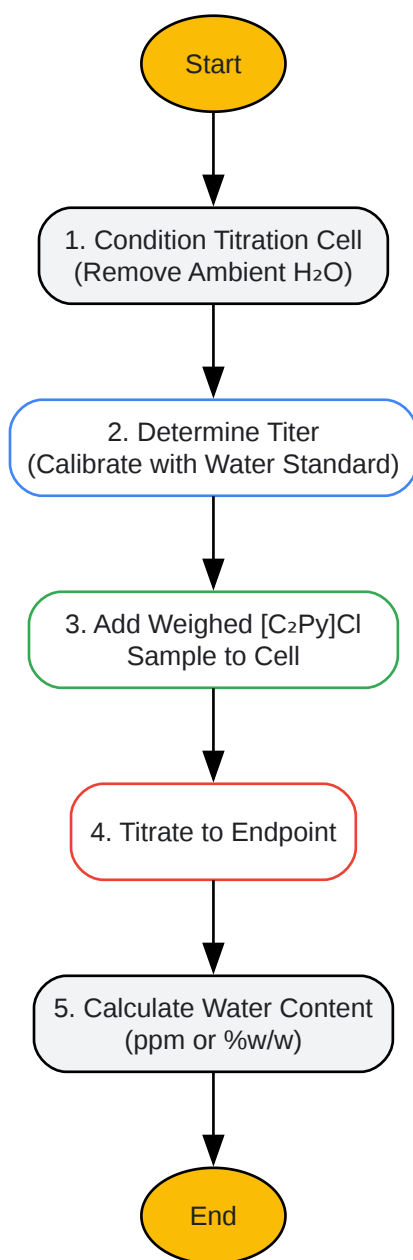 Start
1. Condition Titration Cell
(Remove Ambient H₂O)
2. Determine Titer
(Calibrate with Water Standard)
3. Add Weighed [C₂Py]Cl
Sample to Cell
4. Titrate to Endpoint
5. Calculate Water Content
(ppm or %w/w)
End